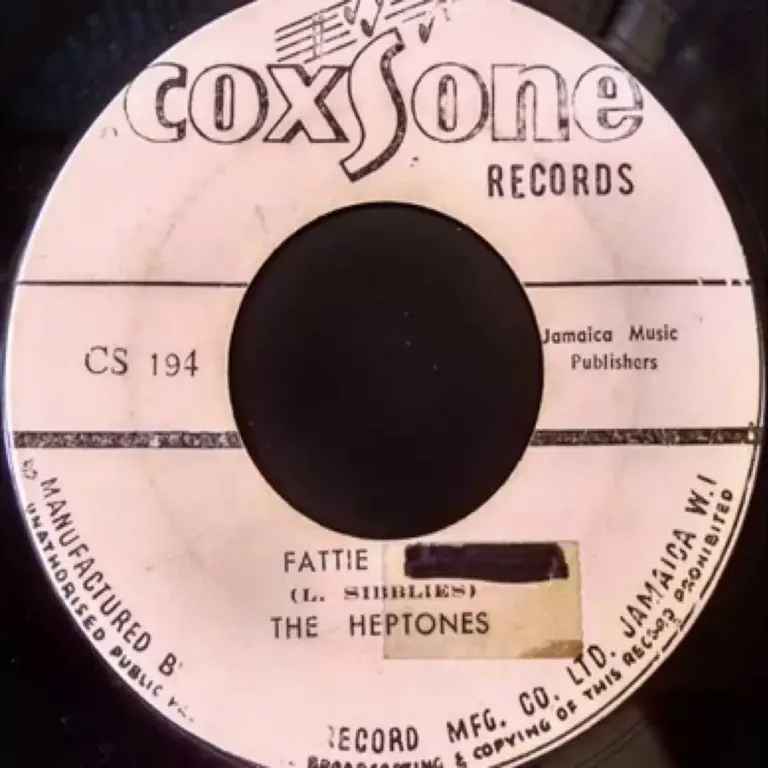 coxsone
RECORDS
CS 194
Jamaica Music
Publishers
FATTIE
(L. SIBBLIES)
THE HEPTONES
MANUFACTURED B
RECORD MFG. CO. LTD. JAMAICA W.I
UNATHORISED PUBLIC
BROADCASTING & COPYING OF THIS RECORD PROHIBITED